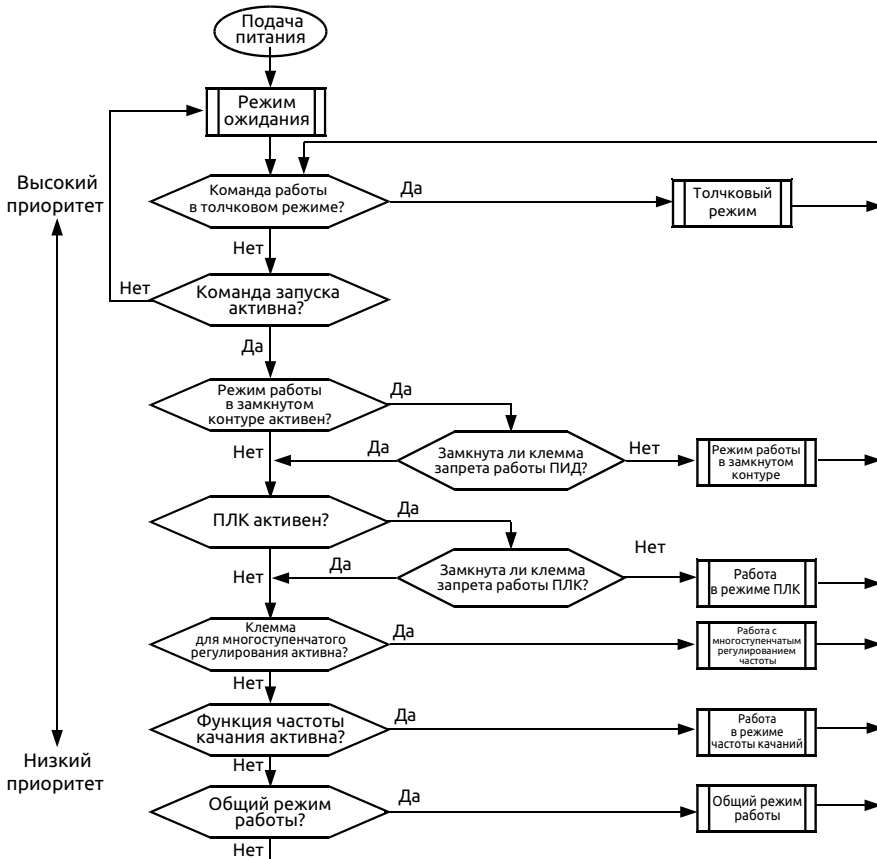 Подача
питания
Режим
ожидания
Высокий
приоритет
Команда работы
в толчковом режиме?
Да
Толчковый
режим
Нет
Нет
Команда запуска
активна?
Да
Режим работы
в замкнутом
контуре активен?
Да
Нет
Да
Замкнута ли клемма
запрета работы ПИД?
Нет
Режим работы
в замкнутом
контуре
ПЛК активен?
Да
Нет
Да
Замкнута ли клемма
запрета работы ПЛК?
Нет
Работа
в режиме ПЛК
Клемма
для многоступенчатого
регулирования активна?
Да
Работа с
многоступенчатым
регулированием
частоты
Нет
Функция частоты
качания активна?
Да
Работа
в режиме
частоты качаний
Низкий
приоритет
Нет
Общий режим
работы?
Да
Общий режим
работы
Нет